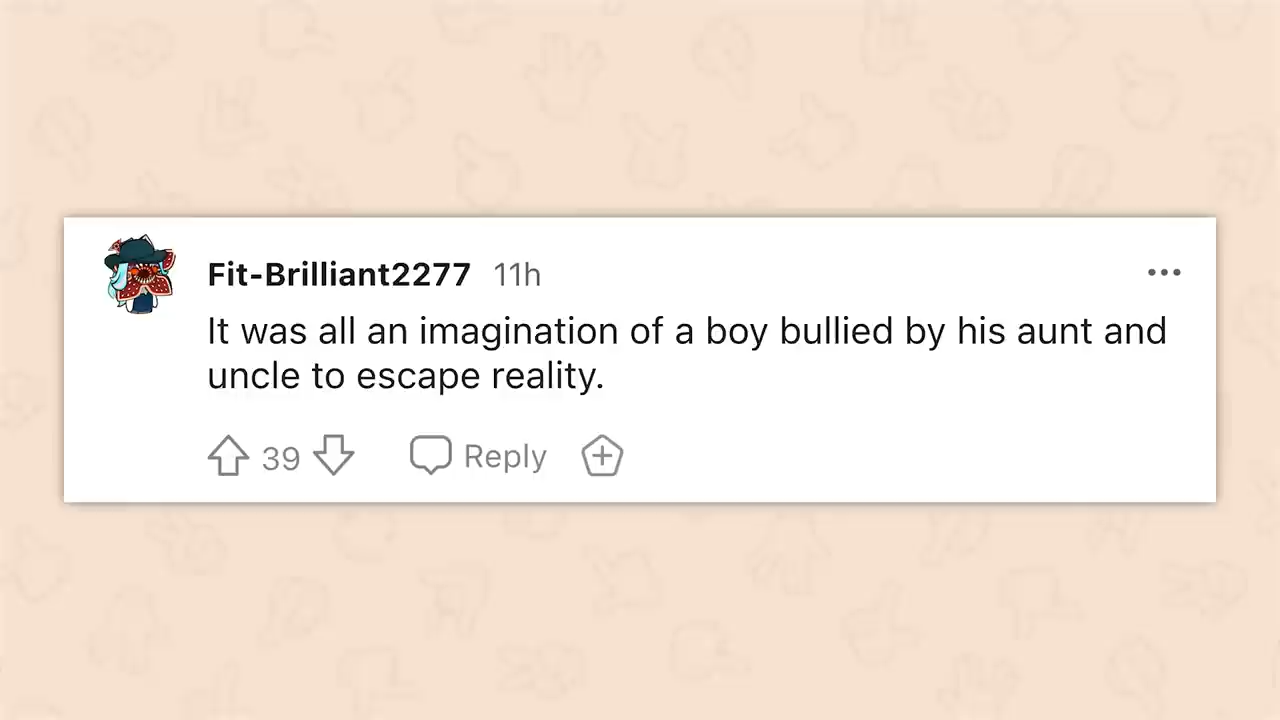 Fit-Brilliant2277 11h
It was all an imagination of a boy bullied by his aunt and
uncle to escape reality.
39 Reply